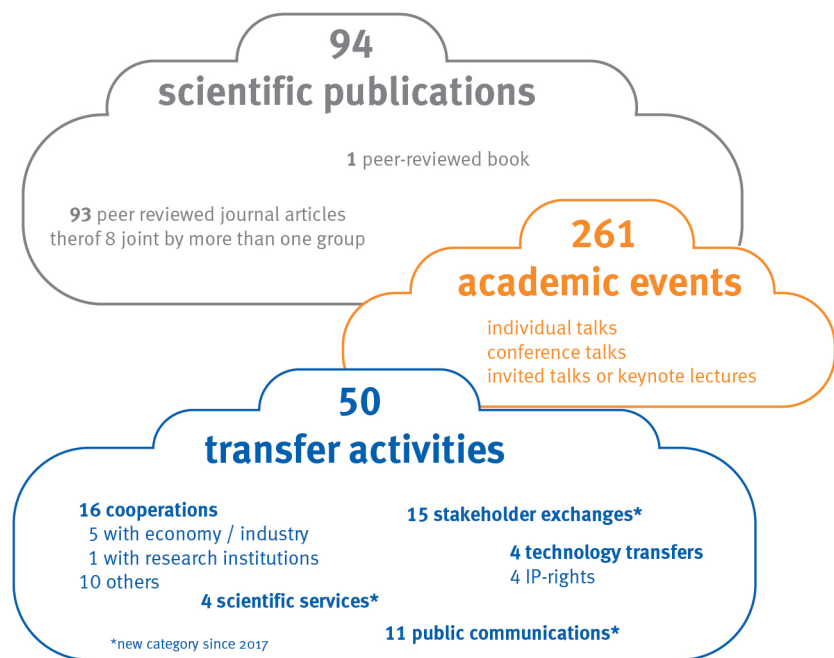 94
scientific publications
1 peer-reviewed book
93 peer reviewed journal articles
therof 8 joint by more than one group
261
academic events
individual talks
conference talks
invited talks or keynote lectures
50
transfer activities
16 cooperations
5 with economy / industry
1 with research institutions
10 others
15 stakeholder exchanges*
4 technology transfers
4 IP-rights
4 scientific services*
11 public communications*
*new category since 2017